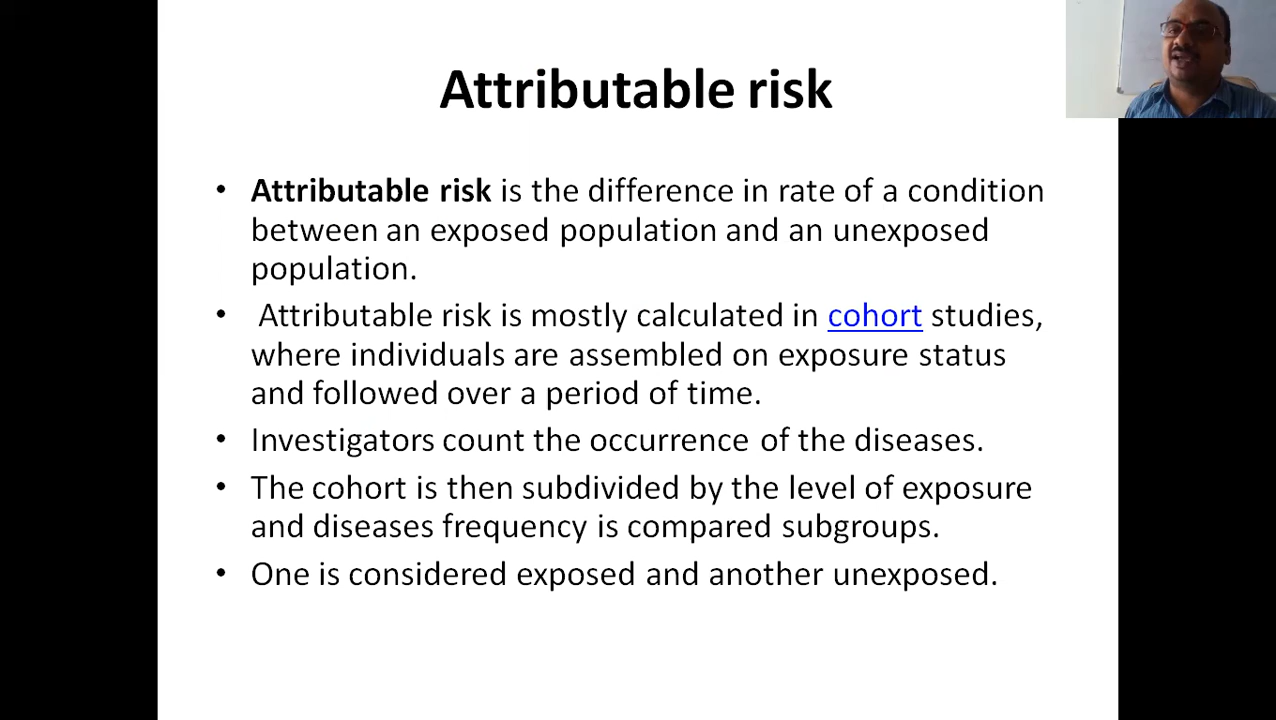 Attributable risk
• Attributable risk is the difference in rate of a condition
between an exposed population and an unexposed
population.
• Attributable risk is mostly calculated in cohort studies,
where individuals are assembled on exposure status
and followed over a period of time.
• Investigators count the occurrence of the diseases.
• The cohort is then subdivided by the level of exposure
and diseases frequency is compared subgroups.
• One is considered exposed and another unexposed.